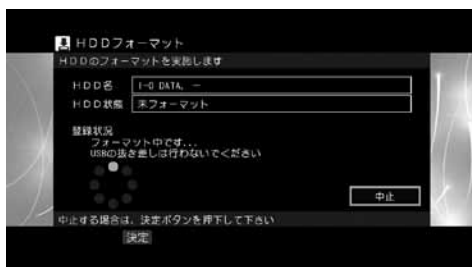 HDDフォーマット
HDDのフォーマットを実施します
HDD名 I-O DATA, ー
HDD状態 未フォーマット
登録状況
フォーマット中です...
USBの抜き差しは行わないでください
中止
中止する場合は、決定ボタンを押下して下さい
決定